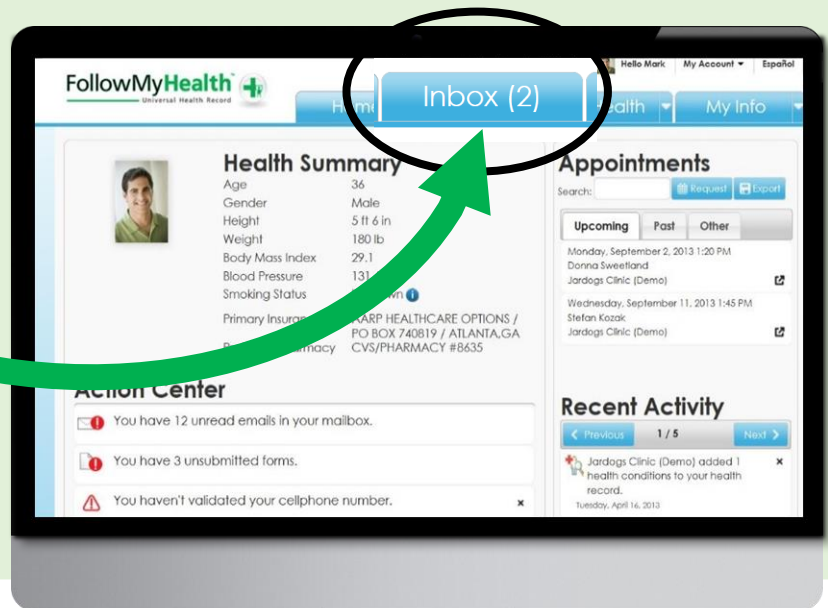 FollowMyHealth
Universal Health Record
Hello Mark My Account Español
Inbox (2)
My Info
Health Summary
Age 36
Gender Male
Height 5 ft 6 in
Weight 180 lb
Body Mass Index 29.1
Blood Pressure 131
Smoking Status
Primary AARP HEALTHCARE OPTIONS /
PO BOX 740819 / ATLANTA,GA
CVS/PHARMACY #8635
Action Center
You have 12 unread emails in your mailbox.
You have 3 unsubmitted forms.
You haven't validated your cellphone number. x
Appointments
Search: Request Export
Upcoming Past Other
Monday, September 2, 2013 1:20 PM
Donna Sweetland
Jardogs Clinic (Demo)
Wednesday, September 11, 2013 1:45 PM
Stefan Kozak
Jardogs Clinic (Demo)
Recent Activity
Previous 1 / 5 Next
Jardogs Clinic (Demo) added 1 x
health conditions to your health
record.
Tuesday, April 16, 2013